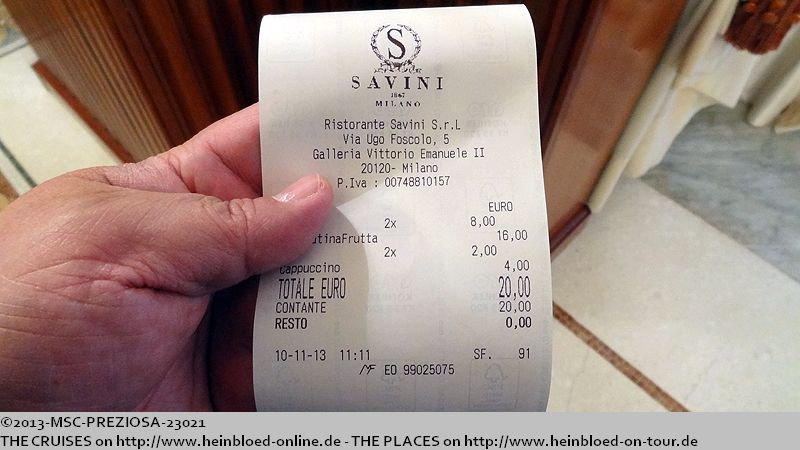 S
SAVINI
1867
MILANO
Ristorante Savini S.r.L
Via Ugo Foscolo, 5
Galleria Vittorio Emanuele II
20120- Milano
P.Iva : 00748810157
EURO
2x 8,00
utinaFrutta 16,00
2x 2,00
Cappuccino 4,00
TOTALE EURO 20,00
CONTANTE 20,00
RESTO 0,00
10-11-13 11:11 SF. 91
MF EO 99025075
©2013-MSC-PREZIOSA-23021
THE CRUISES on http://www.heinbloed-online.de - THE PLACES on http://www.heinbloed-on-tour.de